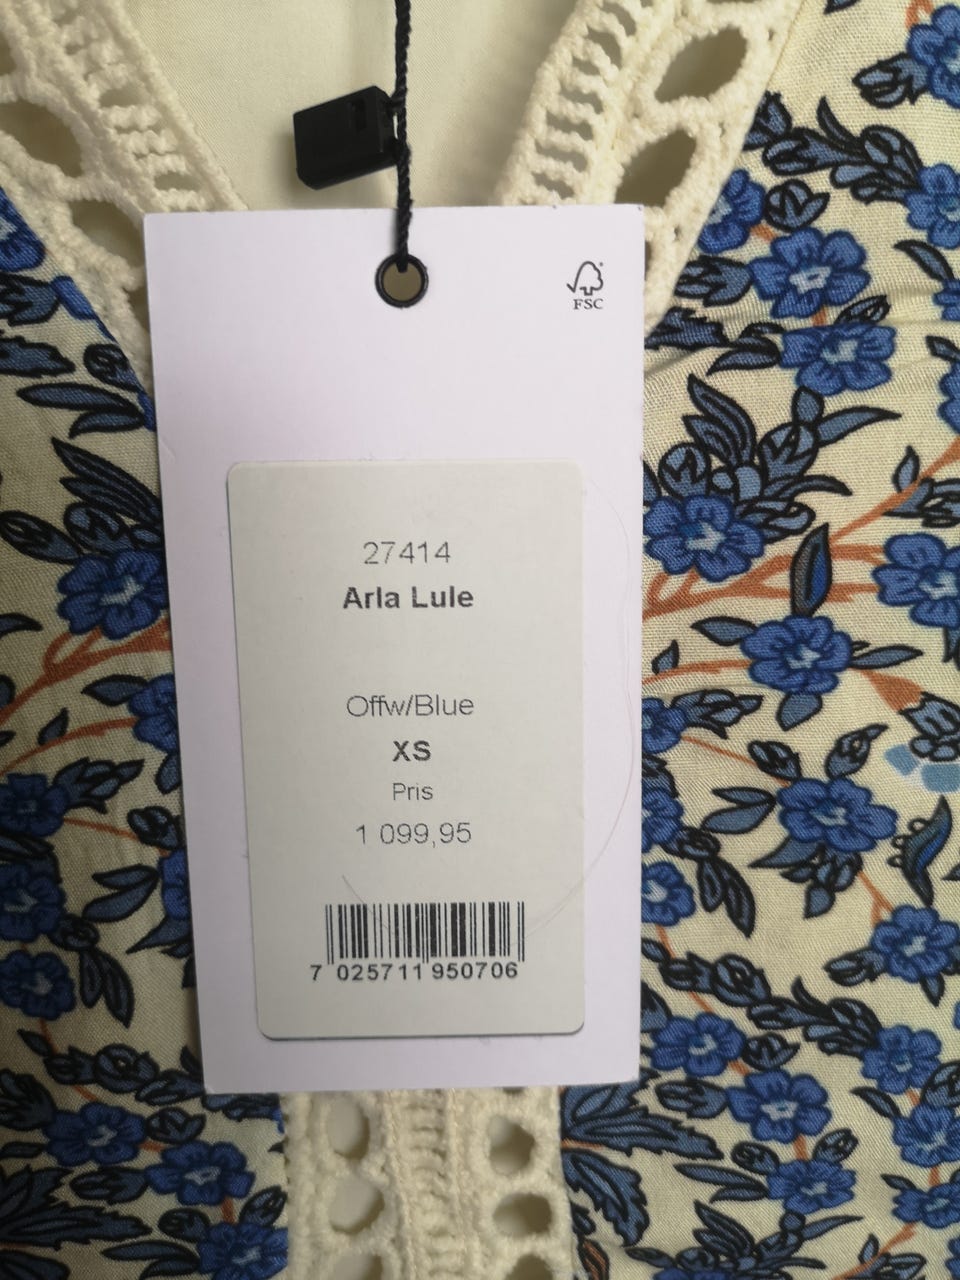 FSC
27414
Arla Lule
Offw/Blue
XS
Pris
1 099,95
7 025711 950706